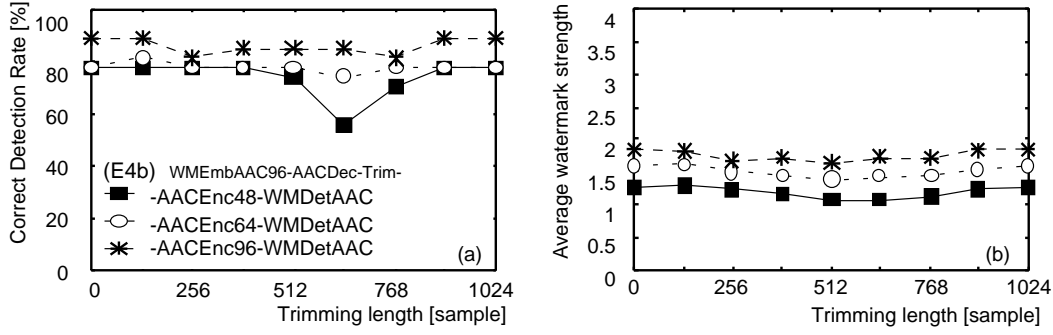 Correct Detection Rate [%]
100
80
60
40
20
0
(E4b) WMEmbAAC96-AACDec-Trim-
-AACEnc48-WMDetAAC
-AACEnc64-WMDetAAC
-AACEnc96-WMDetAAC
(a)
0 256 512 768 1024
Trimming length [sample]
Average watermark strength
4
3.5
3
2.5
2
1.5
1
0.5
0
(b)
0 256 512 768 1024
Trimming length [sample]